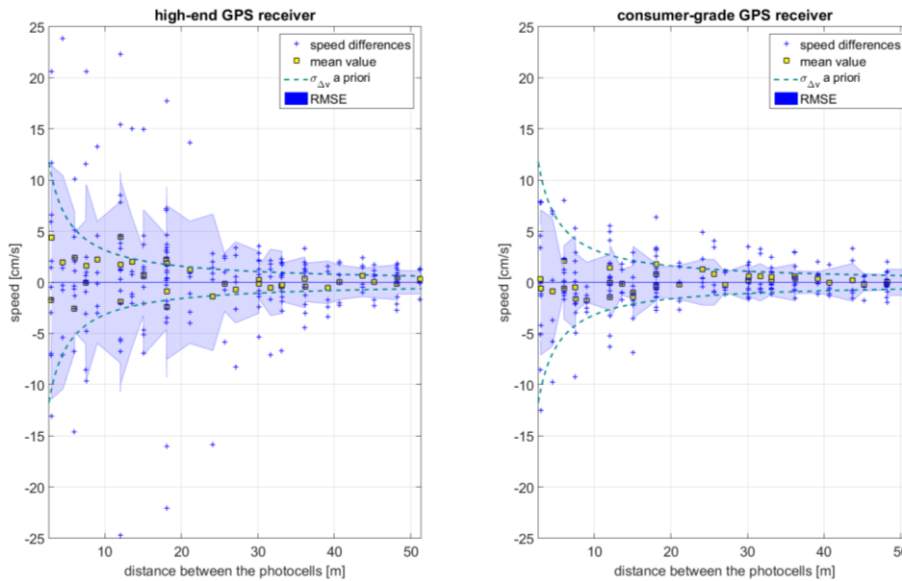 high-end GPS receiver
25
20
15
10
5
0
-5
-10
-15
-20
-25
speed [cm/s]
speed differences
mean value
σΔv a priori
RMSE
10
20
30
40
50
distance between the photocells [m]
consumer-grade GPS receiver
25
20
15
10
5
0
-5
-10
-15
-20
-25
speed [cm/s]
speed differences
mean value
σΔv a priori
RMSE
10
20
30
40
50
distance between the photocells [m]